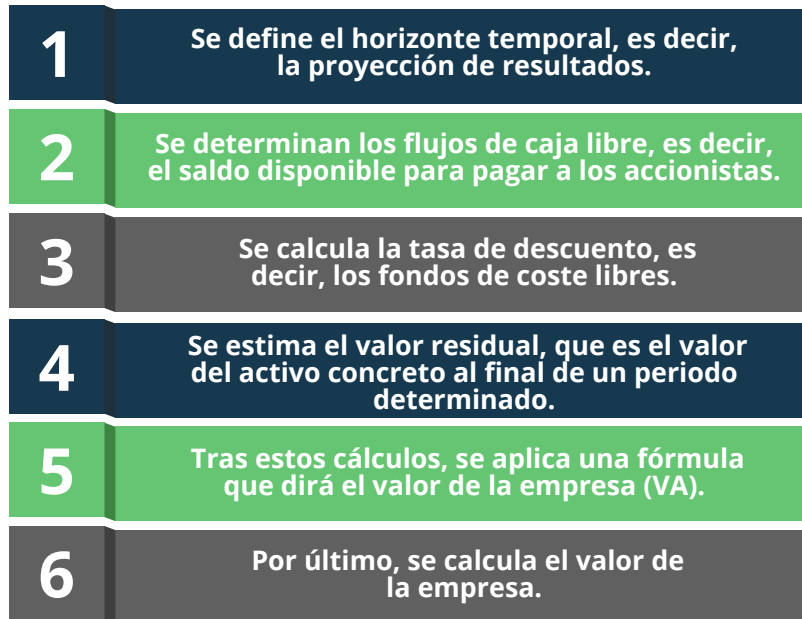 1
Se define el horizonte temporal, es decir,
la proyección de resultados.
2
Se determinan los flujos de caja libre, es decir,
el saldo disponible para pagar a los accionistas.
3
Se calcula la tasa de descuento, es
decir, los fondos de coste libres.
4
Se estima el valor residual, que es el valor
del activo concreto al final de un periodo
determinado.
5
Tras estos cálculos, se aplica una fórmula
que dirá el valor de la empresa (VA).
6
Por último, se calcula el valor de
la empresa.